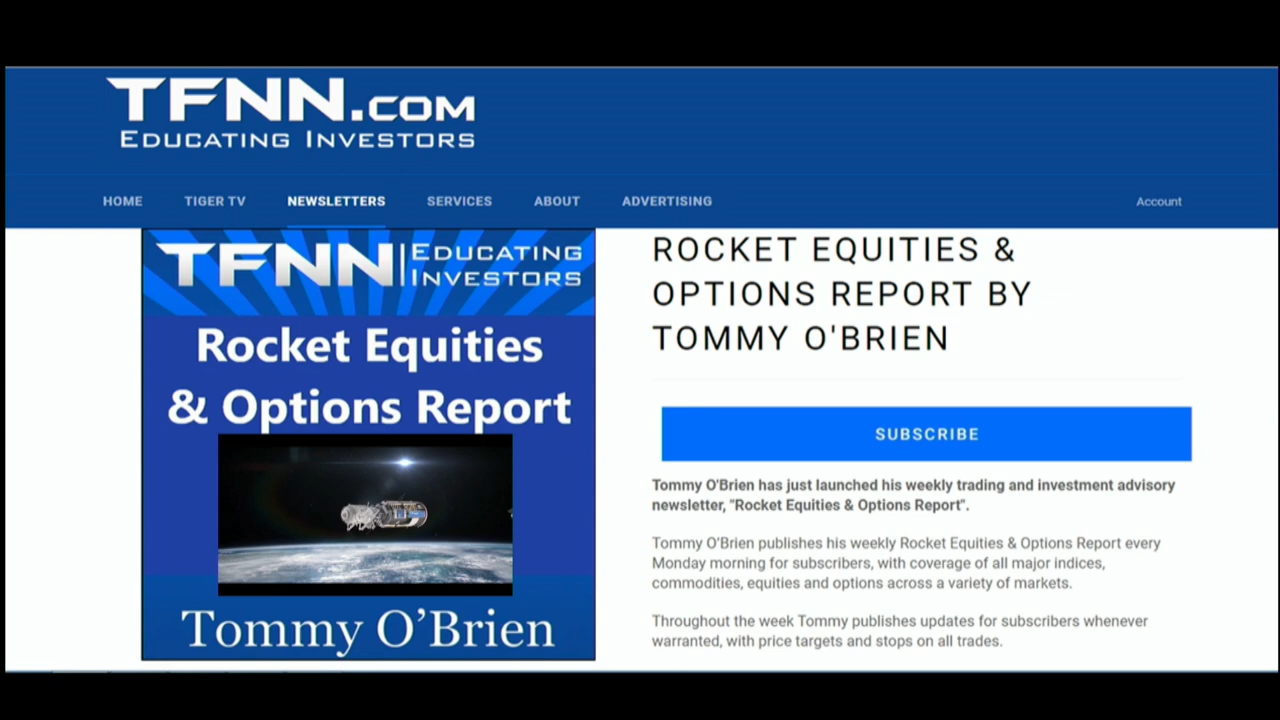 TFNN.COM
EDUCATING INVESTORS
HOME TIGER TV NEWSLETTERS SERVICES ABOUT ADVERTISING Account
TFNN EDUCATING
INVESTORS
Rocket Equities
& Options Report
Tommy O’Brien
ROCKET EQUITIES &
OPTIONS REPORT BY
TOMMY O'BRIEN
SUBSCRIBE
Tommy O'Brien has just launched his weekly trading and investment advisory
newsletter, "Rocket Equities & Options Report".
Tommy O’Brien publishes his weekly Rocket Equities & Options Report every
Monday morning for subscribers, with coverage of all major indices,
commodities, equities and options across a variety of markets.
Throughout the week Tommy publishes updates for subscribers whenever
warranted, with price targets and stops on all trades.